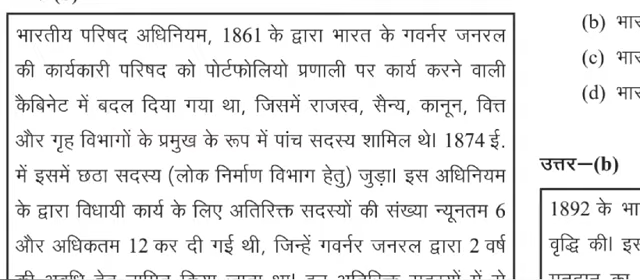 भारतीय परिषद अधिनियम, 1861 के द्वारा भारत के गवर्नर जनरल
की कार्यकारी परिषद को पोर्टफोलियो प्रणाली पर कार्य करने वाली
कैबिनेट में बदल दिया गया था, जिसमें राजस्व, सैन्य, कानून, वित्त
और गृह विभागों के प्रमुख के रूप में पांच सदस्य शामिल थे। 1874 ई.
में इसमें छठा सदस्य (लोक निर्माण विभाग हेतु) जुड़ा। इस अधिनियम
के द्वारा विधायी कार्य के लिए अतिरिक्त सदस्यों की संख्या न्यूनतम 6
और अधिकतम 12 कर दी गई थी, जिन्हें गवर्नर जनरल द्वारा 2 वर्ष
(b)
(c)
(d)
उत्तर–(b)
1892 के
वृद्धि की।